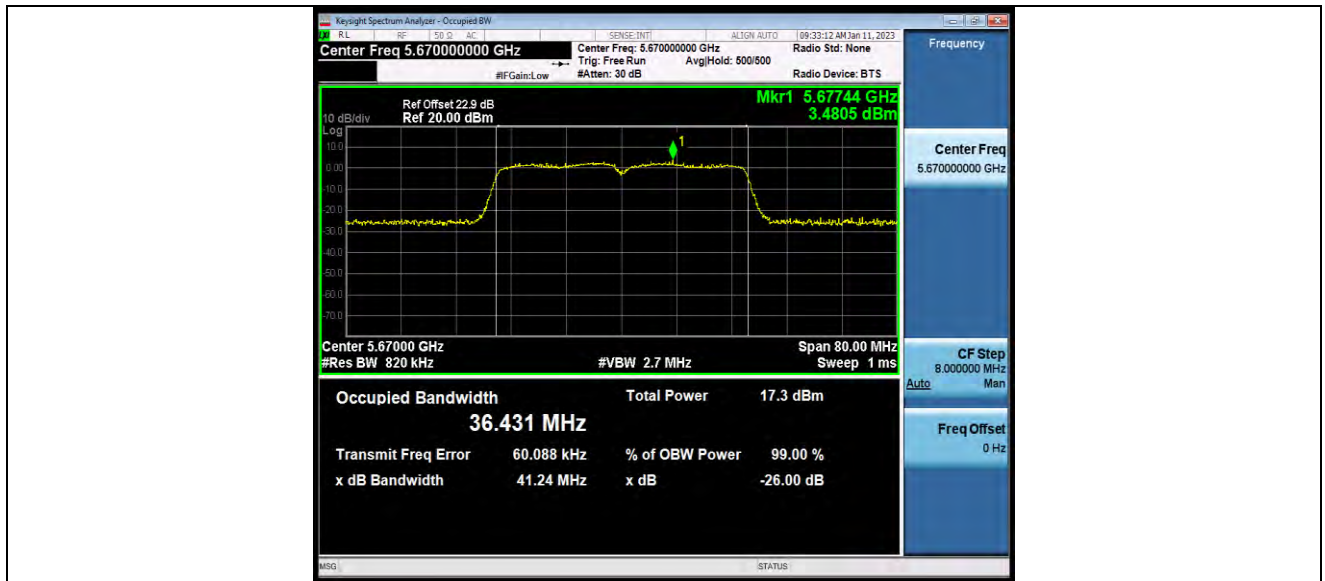 Keysight Spectrum Analyzer - Occupied BW
RL RF 50 Ω AC SENSE:INT ALIGN AUTO 09:33:12 AM Jan 11, 2023
Center Freq 5.670000000 GHz
Center Freq: 5.670000000 GHz
Radio Std: None
Trig: Free Run Avg|Hold: 500/500
#IFGain:Low
#Atten: 30 dB
Radio Device: BTS
Frequency
Mkr1 5.67744 GHz
3.4805 dBm
Ref Offset 22.9 dB
10 dB/div Ref 20.00 dBm
Log
10.0
1
0.00
-10.0
-20.0
-30.0
-40.0
-50.0
-60.0
-70.0
Center Freq
5.670000000 GHz
Center 5.67000 GHz Span 80.00 MHz
#Res BW 820 kHz #VBW 2.7 MHz Sweep 1 ms
CF Step
8.000000 MHz
Auto Man
Occupied Bandwidth Total Power 17.3 dBm
36.431 MHz
Transmit Freq Error 60.088 kHz % of OBW Power 99.00 %
x dB Bandwidth 41.24 MHz x dB -26.00 dB
Freq Offset
0 Hz
MSG STATUS